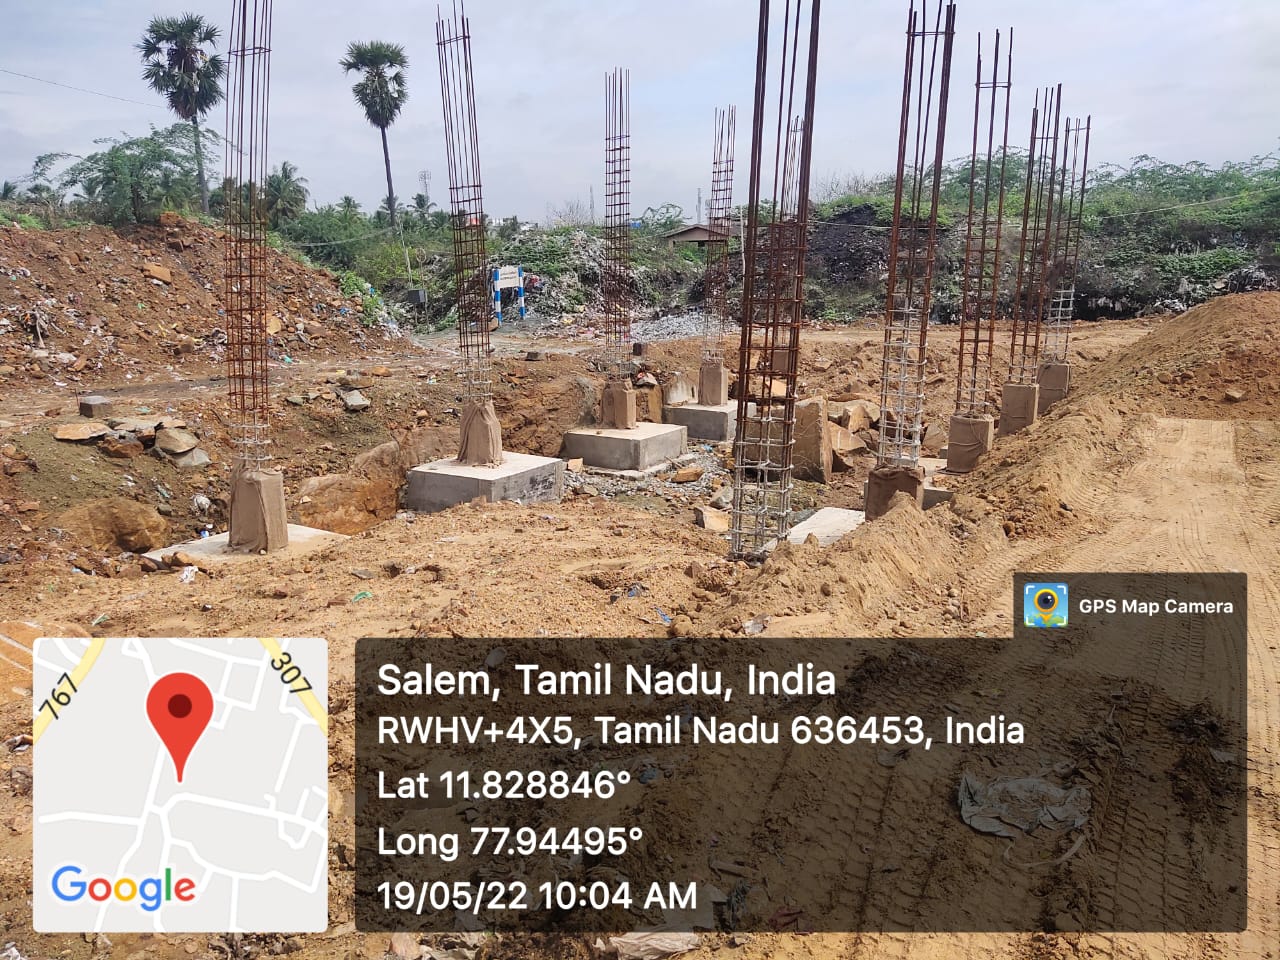 GPS Map Camera
767
307
Google
Salem, Tamil Nadu, India
RWHV+4X5, Tamil Nadu 636453, India
Lat 11.828846°
Long 77.94495°
19/05/22 10:04 AM